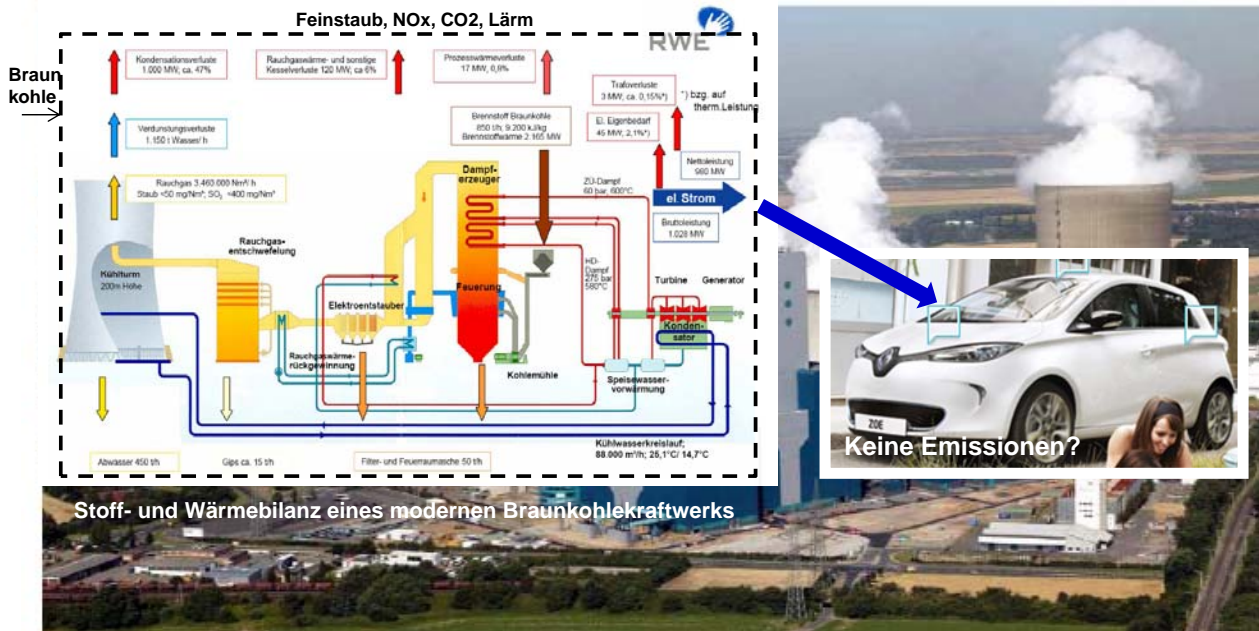 Feinstaub, NOx, CO2, Lärm
RWE
Braun
kohle
Kondensationsverluste
1.000 MW; ca. 47%
Rauchgaswärme- und sonstige
Kesselverluste 120 MW; ca 6%
Prozesswärmeverluste
17 MW; 0,8%
Trafoverluste
3 MW; ca. 0,15%*)
*) bzg. auf
therm.Leistung
Verdunstungsverluste
1.150 t Wasser/ h
Brennstoff Braunkohle
850 t/h; 9.200 kJ/kg
Brennstoffwärme 2.165 MW
El. Eigenbedarf
45 MW; 2,1%*)
Nettoleistung
980 MW
Rauchgas 3.460.000 Nm³/ h
Staub <50 mg/Nm³; SO₂ <400 mg/Nm³
Dampf-
erzeuger
ZÜ-Dampf
60 bar, 600°C
el. Strom
Bruttoleistung
1.028 MW
Rauchgas-
entschwefelung
Kühlturm
200m Höhe
HD-
Dampf
275 bar
580°C
Turbine
Generator
Elektroentstauber
Feuerung
Konden-
sator
Rauchgaswärme-
rückgewinnung
Kohlemühle
Speisewasser-
vorwärmung
Kühlwasserkreislauf;
88.000 m³/h; 25,1°C/ 14,7°C
Abwasser 450 t/h
Gips ca. 15 t/h
Filter- und Feuerraumasche 50 t/h
ZOE
Keine Emissionen?
Stoff- und Wärmebilanz eines modernen Braunkohlekraftwerks